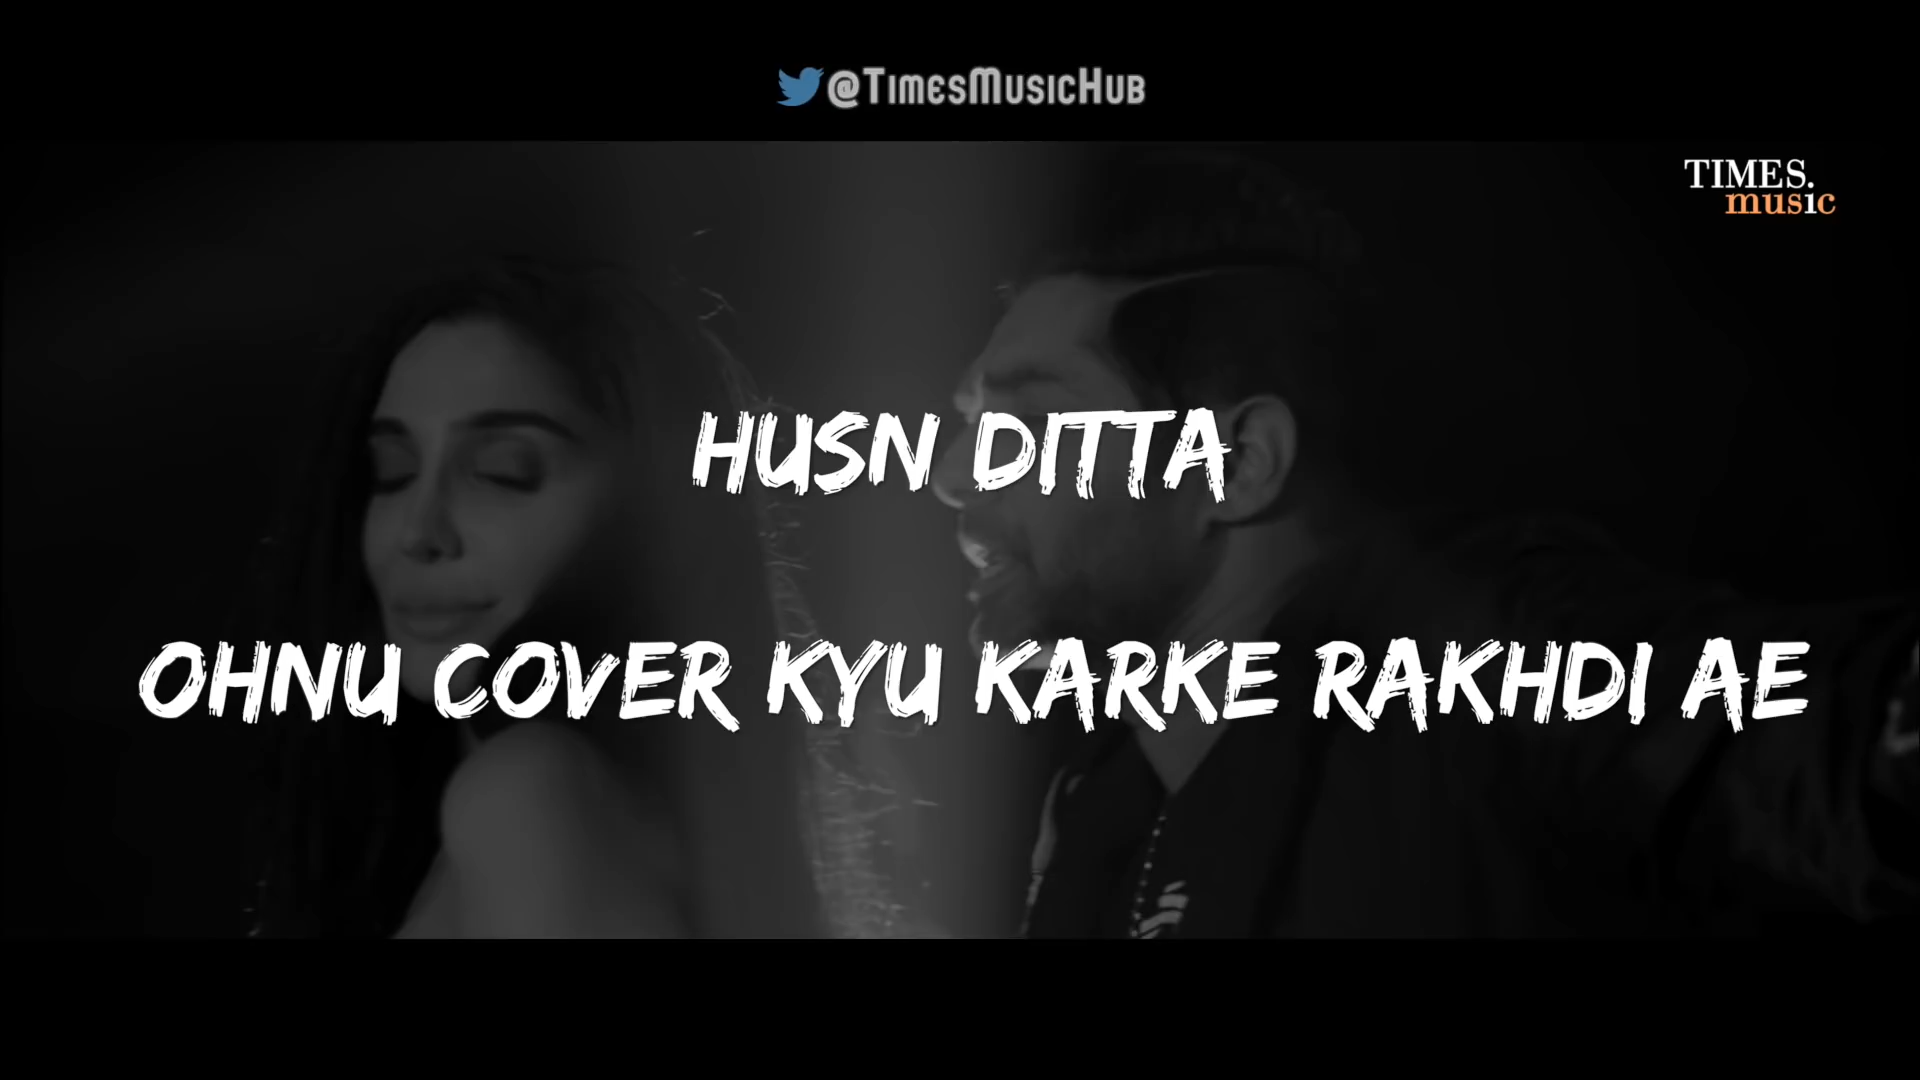 @TimesMusicHub
TIMES.
music
HUSN DITTA
OHNU COVER KYU KARKE RAKHDI AE